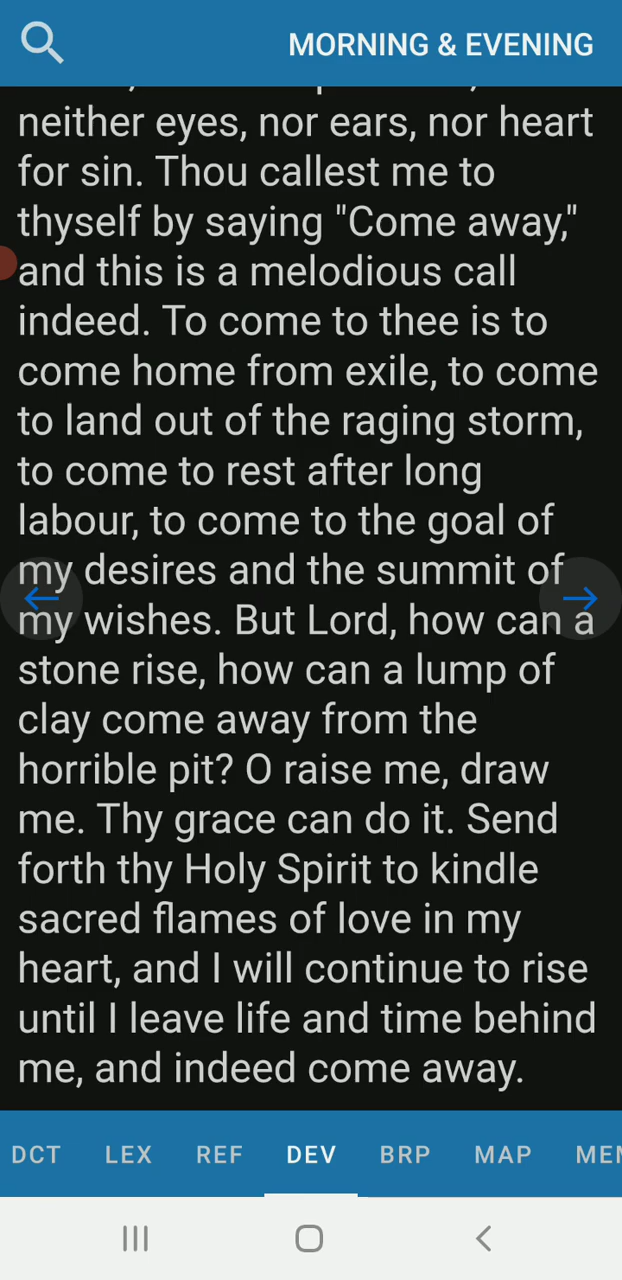 MORNING & EVENING
neither eyes, nor ears, nor heart
for sin. Thou callest me to
thyself by saying "Come away,"
and this is a melodious call
indeed. To come to thee is to
come home from exile, to come
to land out of the raging storm,
to come to rest after long
labour, to come to the goal of
my desires and the summit of
my wishes. But Lord, how can a
stone rise, how can a lump of
clay come away from the
horrible pit? O raise me, draw
me. Thy grace can do it. Send
forth thy Holy Spirit to kindle
sacred flames of love in my
heart, and I will continue to rise
until I leave life and time behind
me, and indeed come away.
DCT LEX REF DEV BRP MAP